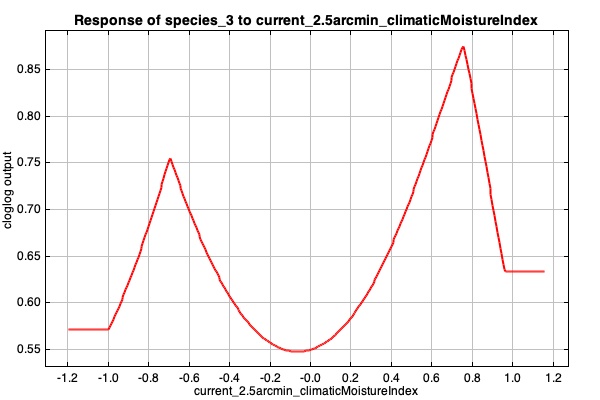 Response of species_3 to current_2.5arcmin_climaticMoistureIndex
cloglog output
0.85
0.80
0.75
0.70
0.65
0.60
0.55
-1.2 -1.0 -0.8 -0.6 -0.4 -0.2 -0.0 0.2 0.4 0.6 0.8 1.0 1.2
current_2.5arcmin_climaticMoistureIndex